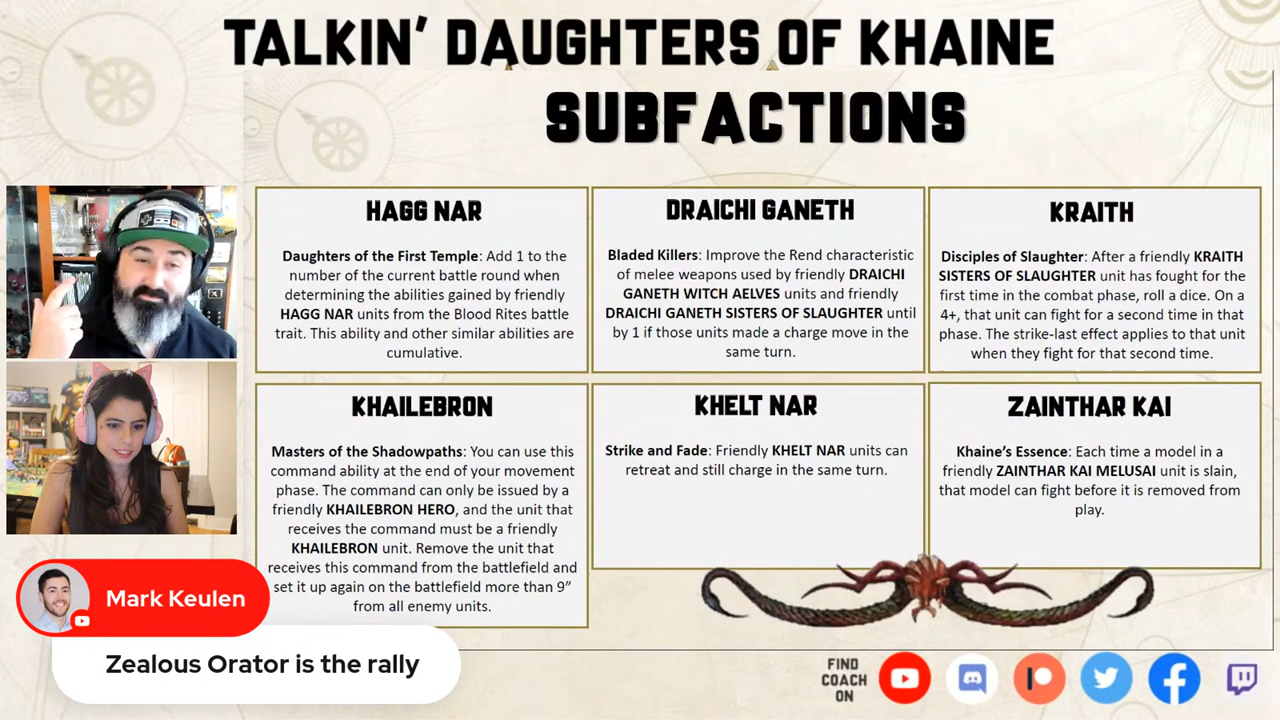 TALKIN' DAUGHTERS OF KHAINE
SUBFACTIONS
HAGG NAR
Daughters of the First Temple: Add 1 to the
number of the current battle round when
determining the abilities gained by friendly
HAGG NAR units from the Blood Rites battle
trait. This ability and other similar abilities are
cumulative.
DRAICHI GANETH
Bladed Killers: Improve the Rend characteristic
of melee weapons used by friendly DRAICHI
GANETH WITCH AELVES units and friendly
DRAICHI GANETH SISTERS OF SLAUGHTER until
by 1 if those units made a charge move in the
same turn.
KRAITH
Disciples of Slaughter: After a friendly KRAITH
SISTERS OF SLAUGHTER unit has fought for the
first time in the combat phase, roll a dice. On a
4+, that unit can fight for a second time in that
phase. The strike-last effect applies to that unit
when they fight for that second time.
KHAILEBRON
Masters of the Shadowpaths: You can use this
command ability at the end of your movement
phase. The command can only be issued by a
friendly KHAILEBRON HERO, and the unit that
receives the command must be a friendly
KHAILEBRON unit. Remove the unit that
receives this command from the battlefield and
set it up again on the battlefield more than 9”
from all enemy units.
KHELT NAR
Strike and Fade: Friendly KHELT NAR units can
retreat and still charge in the same turn.
ZAINTHAR KAI
Khaine’s Essence: Each time a model in a
friendly ZAINTHAR KAI MELUSAI unit is slain,
that model can fight before it is removed from
play.
Mark Keulen
Zealous Orator is the rally
FIND
COACH
ON